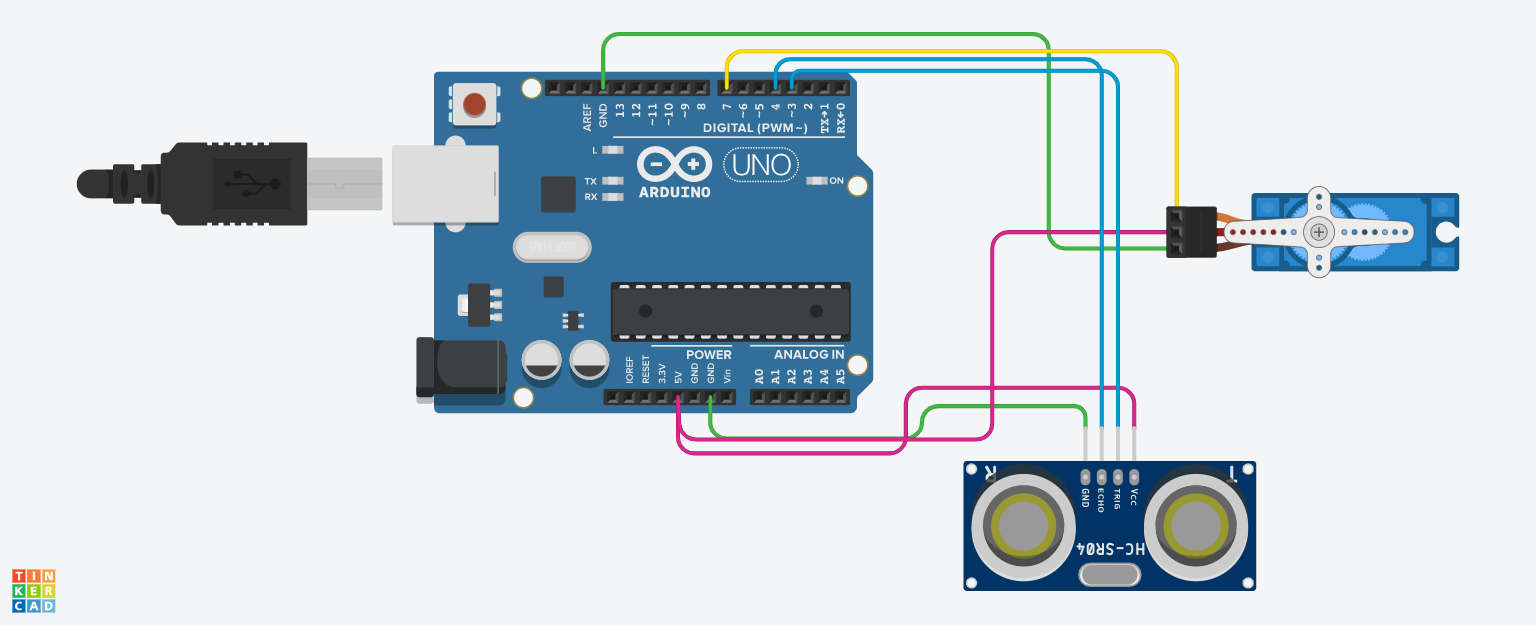 AREF
GND
13
12
~11
~10
~9
8
7
~6
~5
4
~3
2
TX→1
RX←0
DIGITAL (PWM~)
L
TX
RX
ARDUINO
UNO
ON
POWER
ANALOG IN
IOREF
RESET
3.3V
5V
GND
GND
Vin
A0
A1
A2
A3
A4
A5
R
T
GND
ECHO
TRIG
VCC
HC-SR04
TIN
KER
CAD